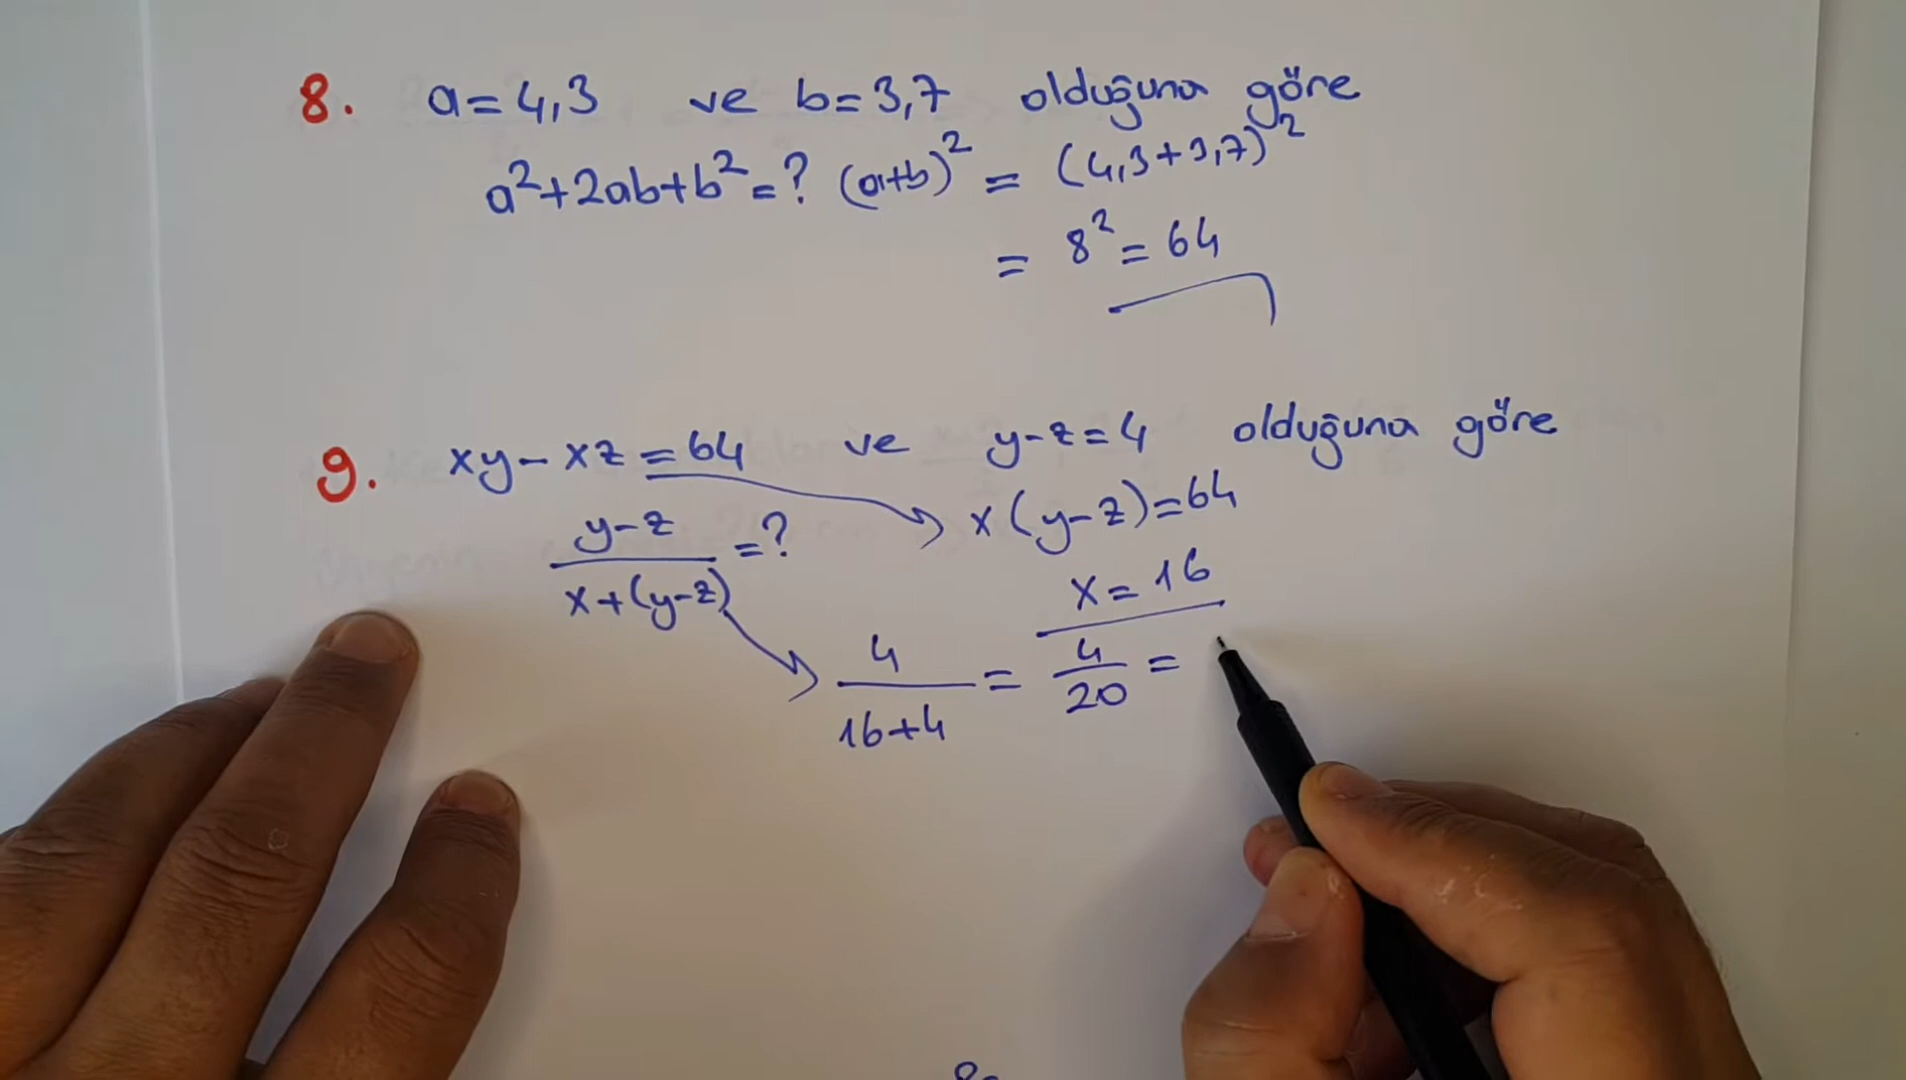 8. a=4,3 ve b=3,7 olduğuna göre
a²+2ab+b²=? (a+b)² = (4,3+3,7)²
= 8² = 64
9. xy-xz=64 ve y-z=4 olduğuna göre
x(y-z)=64
y-z / x+(y-z) =?
x=16
4 / 16+4 = 4/20 =